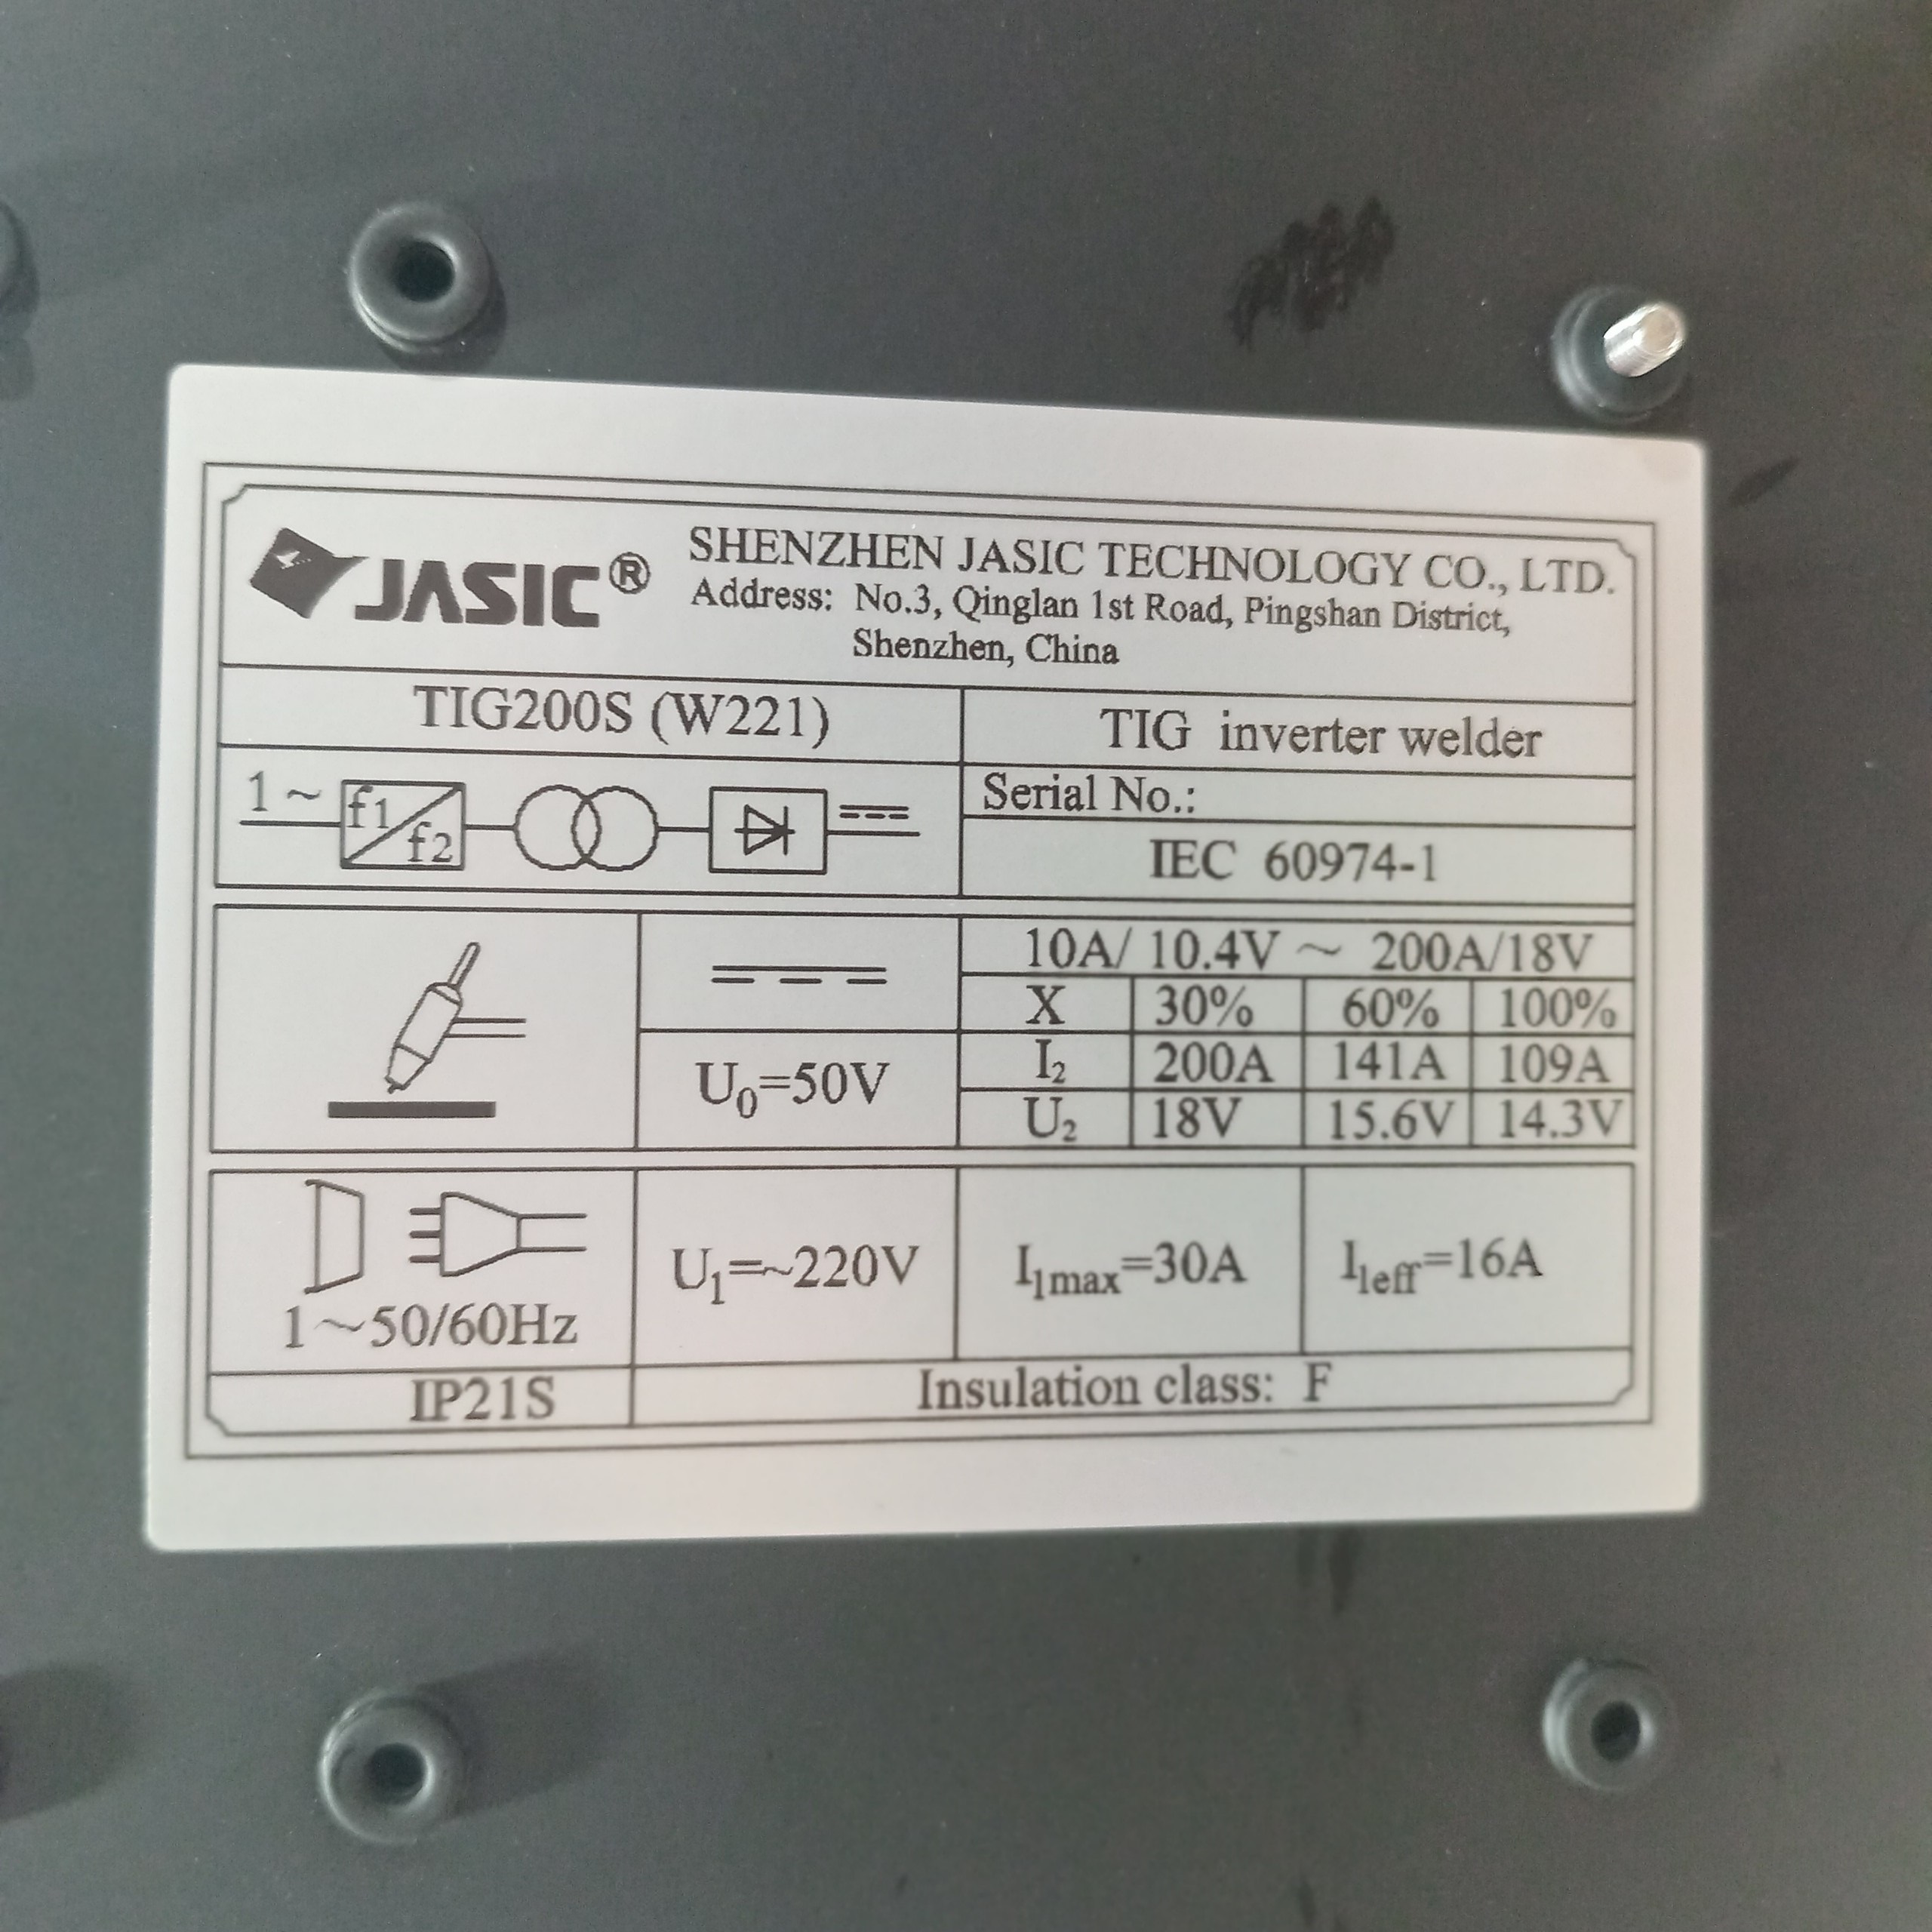 JASIC®
SHENZHEN JASIC TECHNOLOGY CO., LTD.
Address: No.3, Qinglan 1st Road, Pingshan District,
Shenzhen, China
TIG200S (W221)
TIG inverter welder
1~ f1 f2
Serial No.:
IEC 60974-1
10A/ 10.4V ~ 200A/18V
X 30% 60% 100%
I₂ 200A 141A 109A
U₀=50V
U₂ 18V 15.6V 14.3V
1~50/60Hz
U₁=~220V
I₁max=30A
I₁eff=16A
IP21S
Insulation class: F